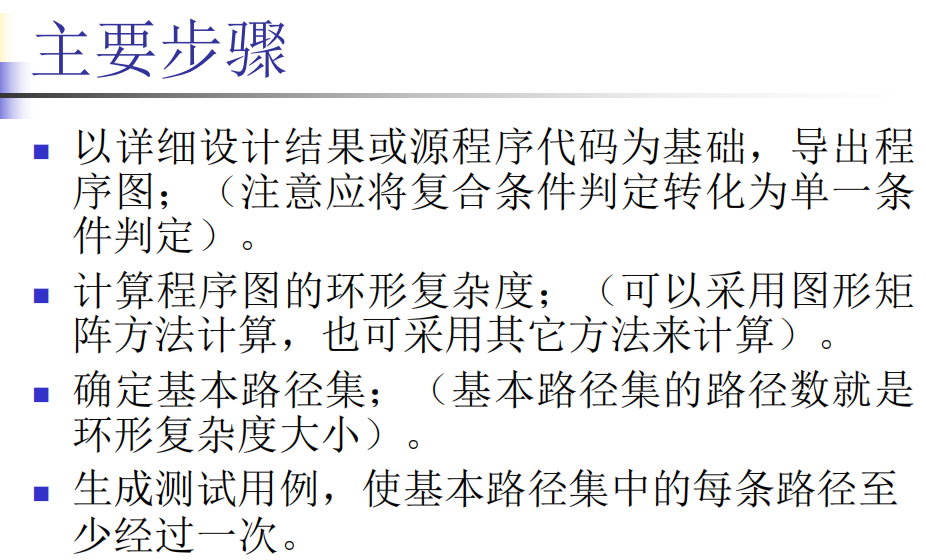 主要步骤
以详细设计结果或源程序代码为基础，导出程
序图；（注意应将复合条件判定转化为单一条
件判定）。
计算程序图的环形复杂度；（可以采用图形矩
阵方法计算，也可采用其它方法来计算）。
确定基本路径集；（基本路径集的路径数就是
环形复杂度大小）。
生成测试用例，使基本路径集中的每条路径至
少经过一次。